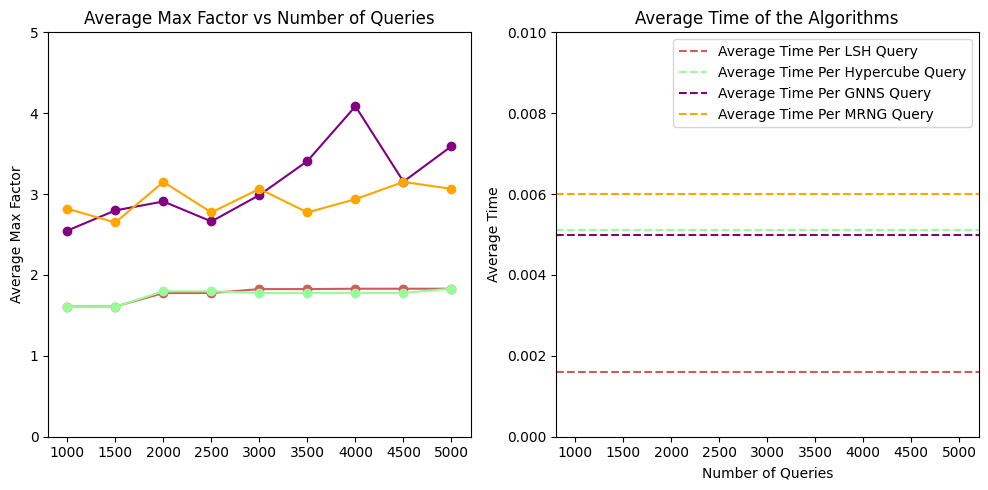 Average Max Factor vs Number of Queries
5
4
3
2
1
0
Average Max Factor
1000 1500 2000 2500 3000 3500 4000 4500 5000
Average Time of the Algorithms
0.010
0.008
0.006
0.004
0.002
0.000
Average Time
Average Time Per LSH Query
Average Time Per Hypercube Query
Average Time Per GNNS Query
Average Time Per MRNG Query
1000 1500 2000 2500 3000 3500 4000 4500 5000
Number of Queries